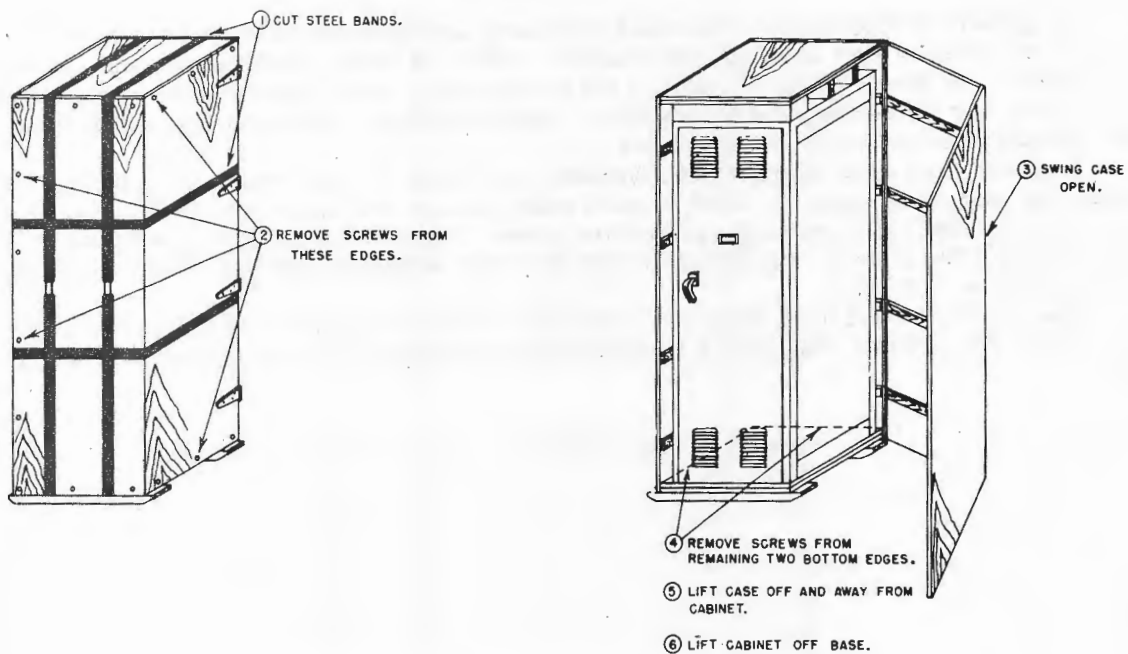 ① CUT STEEL BANDS.
② REMOVE SCREWS FROM
THESE EDGES.
③ SWING CASE
OPEN.
④ REMOVE SCREWS FROM
REMAINING TWO BOTTOM EDGES.
⑤ LIFT CASE OFF AND AWAY FROM
CABINET.
⑥ LIFT CABINET OFF BASE.